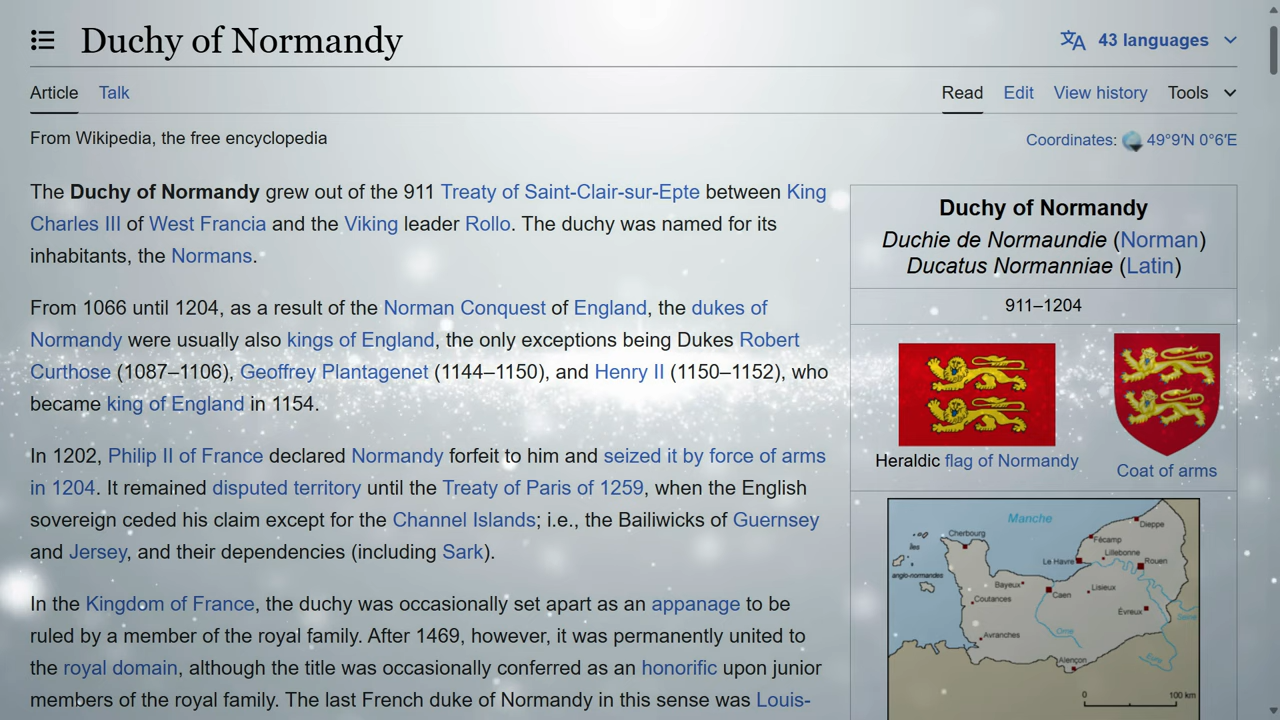 Duchy of Normandy
43 languages
Article Talk
Read Edit View history Tools
From Wikipedia, the free encyclopedia
Coordinates: 49°9′N 0°6′E
The Duchy of Normandy grew out of the 911 Treaty of Saint-Clair-sur-Epte between King
Charles III of West Francia and the Viking leader Rollo. The duchy was named for its
inhabitants, the Normans.
From 1066 until 1204, as a result of the Norman Conquest of England, the dukes of
Normandy were usually also kings of England, the only exceptions being Dukes Robert
Curthose (1087–1106), Geoffrey Plantagenet (1144–1150), and Henry II (1150–1152), who
became king of England in 1154.
In 1202, Philip II of France declared Normandy forfeit to him and seized it by force of arms
in 1204. It remained disputed territory until the Treaty of Paris of 1259, when the English
sovereign ceded his claim except for the Channel Islands; i.e., the Bailiwicks of Guernsey
and Jersey, and their dependencies (including Sark).
In the Kingdom of France, the duchy was occasionally set apart as an appanage to be
ruled by a member of the royal family. After 1469, however, it was permanently united to
the royal domain, although the title was occasionally conferred as an honorific upon junior
members of the royal family. The last French duke of Normandy in this sense was Louis-
Duchy of Normandy
Duchie de Normaundie (Norman)
Ducatus Normanniae (Latin)
911–1204
Heraldic flag of Normandy
Coat of arms
Manche
Dieppe
Cherbourg
Fécamp
Îles
Lillebonne
Le Havre
Rouen
anglo-normandes
Bayeux
Lisieux
Caen
Coutances
Évreux
Seine
Avranches
Orne
Eure
Alençon
0 100 km